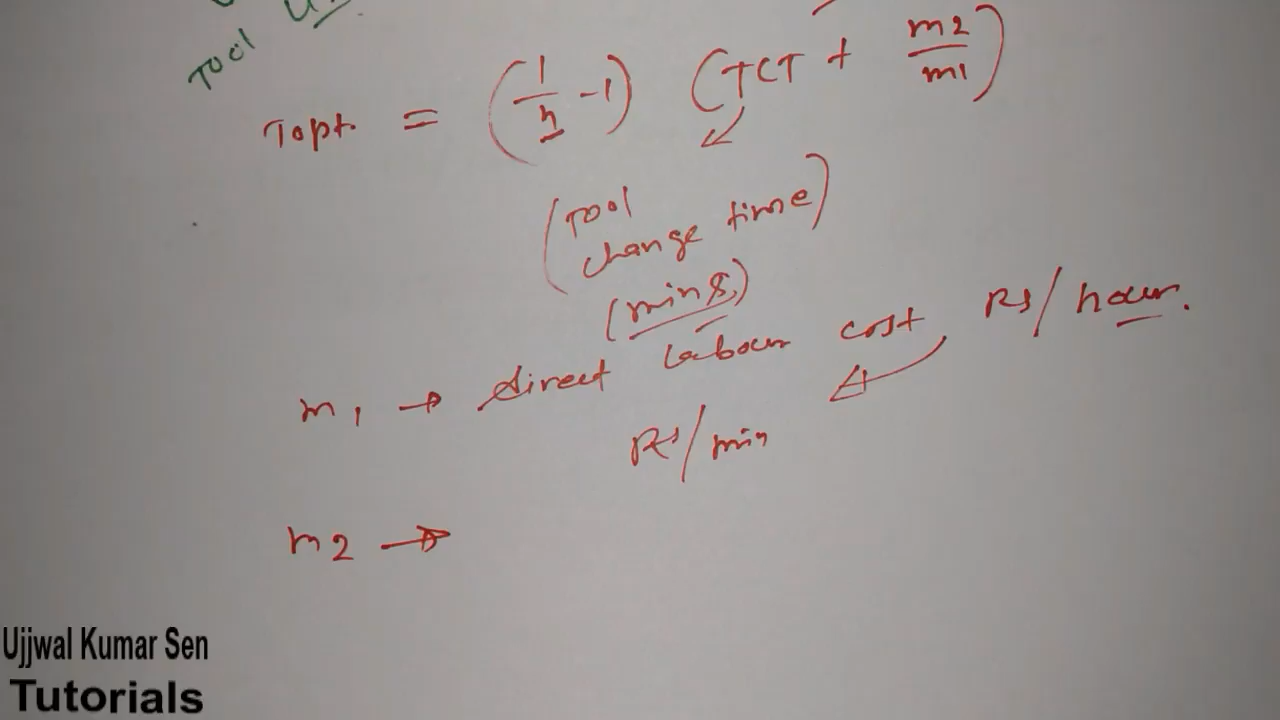 Tool
Topt. = (1/n - 1) (TCT + m2/m1)
(Tool
change time)
(mins.)
m1 → direct labour cost Rs/hour.
Rs/min
m2 →
Ujjwal Kumar Sen
Tutorials